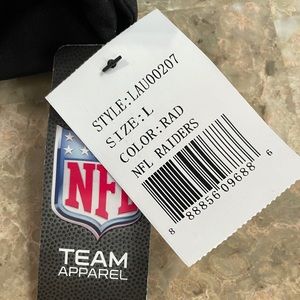 STYLE:LAU00207
SIZE:L
COLOR:RAD
NFL RAIDERS
8 88856 09688 6
NFL
TEAM
APPAREL